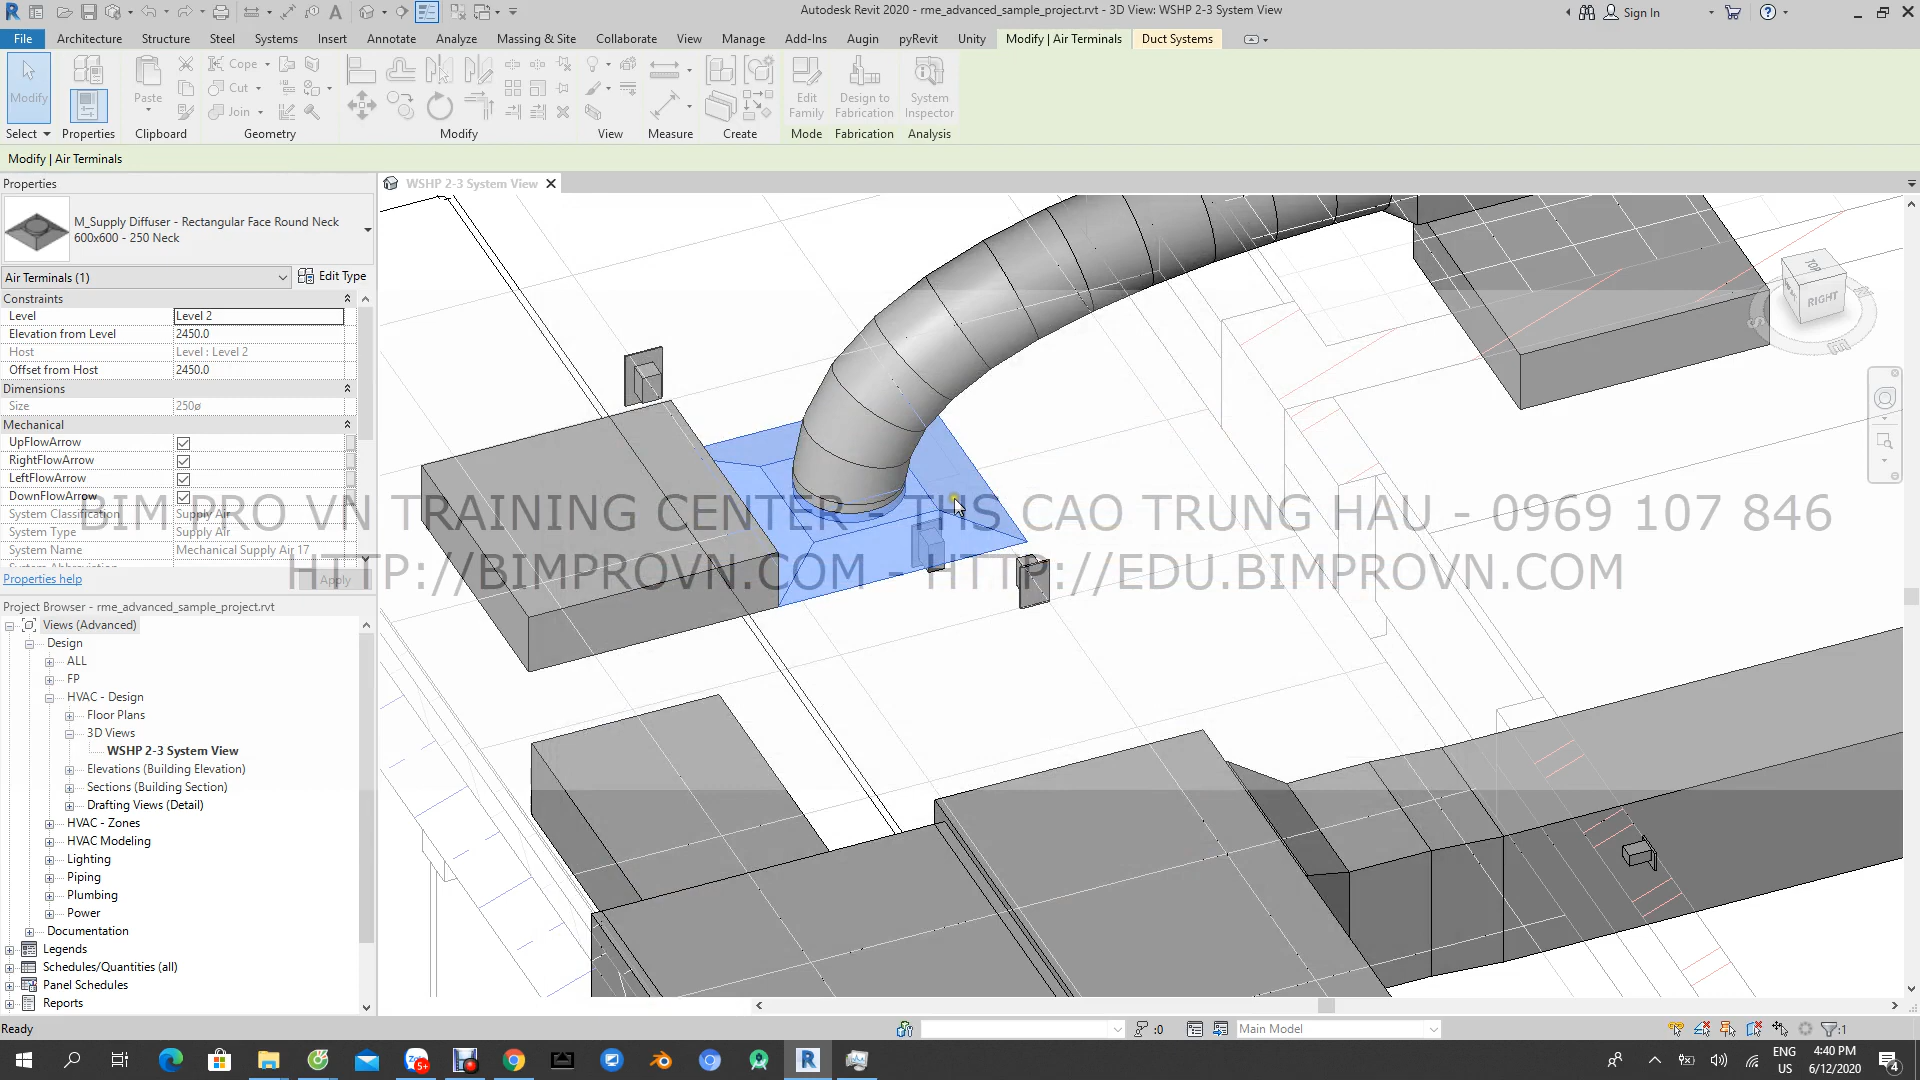 Autodesk Revit 2020 - rme_advanced_sample_project.rvt - 3D View: WSHP 2-3 System View
Sign In
File Architecture Structure Steel Systems Insert Annotate Analyze Massing & Site Collaborate View Manage Add-Ins Augin pyRevit Unity Modify | Air Terminals Duct Systems
Modify
Paste
Cope
Cut
Join
Edit Family
Design to Fabrication
System Inspector
Select Properties Clipboard Geometry Modify View Measure Create Mode Fabrication Analysis
Modify | Air Terminals
Properties
WSHP 2-3 System View
M_Supply Diffuser - Rectangular Face Round Neck
600x600 - 250 Neck
Air Terminals (1)
Edit Type
Constraints
Level Level 2
Elevation from Level 2450.0
Host Level : Level 2
Offset from Host 2450.0
Dimensions
Size 250ø
Mechanical
UpFlowArrow
RightFlowArrow
LeftFlowArrow
DownFlowArrow
System Classification Supply Air
System Type Supply Air
System Name Mechanical Supply Air 17
Properties help
Apply
TOP
RIGHT
BIM PRO VN TRAINING CENTER - THS CAO TRUNG HAU - 0969 107 846
HTTP://BIMPROVN.COM - HTTP://EDU.BIMPROVN.COM
Project Browser - rme_advanced_sample_project.rvt
Views (Advanced)
Design
ALL
FP
HVAC - Design
Floor Plans
3D Views
WSHP 2-3 System View
Elevations (Building Elevation)
Sections (Building Section)
Drafting Views (Detail)
HVAC - Zones
HVAC Modeling
Lighting
Piping
Plumbing
Power
Documentation
Legends
Schedules/Quantities (all)
Panel Schedules
Reports
Ready
:0
Main Model
:1
5+
ENG
US
4:40 PM
6/12/2020
4